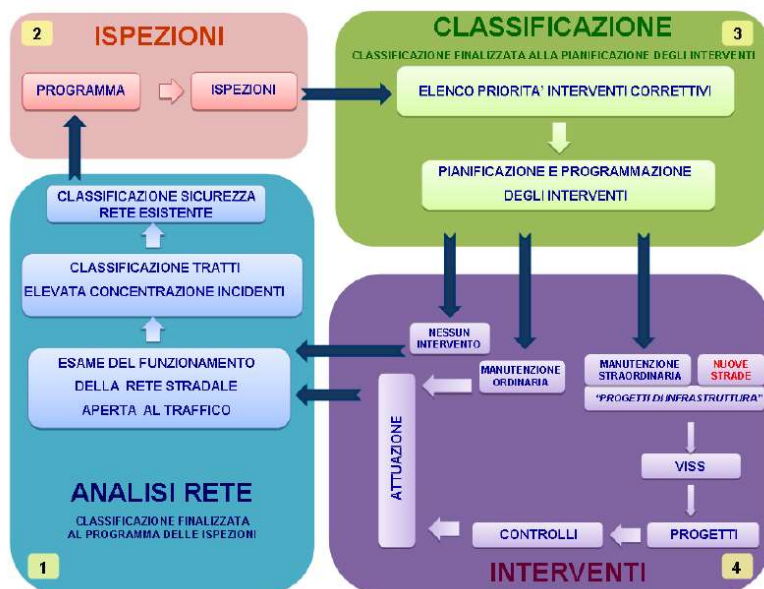 2
ISPEZIONI
PROGRAMMA
ISPEZIONI
CLASSIFICAZIONE
3
CLASSIFICAZIONE FINALIZZATA ALLA PIANIFICAZIONE DEGLI INTERVENTI
ELENCO PRIORITA' INTERVENTI CORRETTIVI
PIANIFICAZIONE E PROGRAMMAZIONE
DEGLI INTERVENTI
CLASSIFICAZIONE SICUREZZA
RETE ESISTENTE
CLASSIFICAZIONE TRATTI
ELEVATA CONCENTRAZIONE INCIDENTI
ESAME DEL FUNZIONAMENTO
DELLA RETE STRADALE
APERTA AL TRAFFICO
ANALISI RETE
CLASSIFICAZIONE FINALIZZATA
AL PROGRAMMA DELLE ISPEZIONI
1
NESSUN
INTERVENTO
MANUTENZIONE
ORDINARIA
MANUTENZIONE
STRAORDINARIA
NUOVE
STRADE
"PROGETTI DI INFRASTRUTTURA"
VISS
PROGETTI
CONTROLLI
ATTUAZIONE
INTERVENTI
4